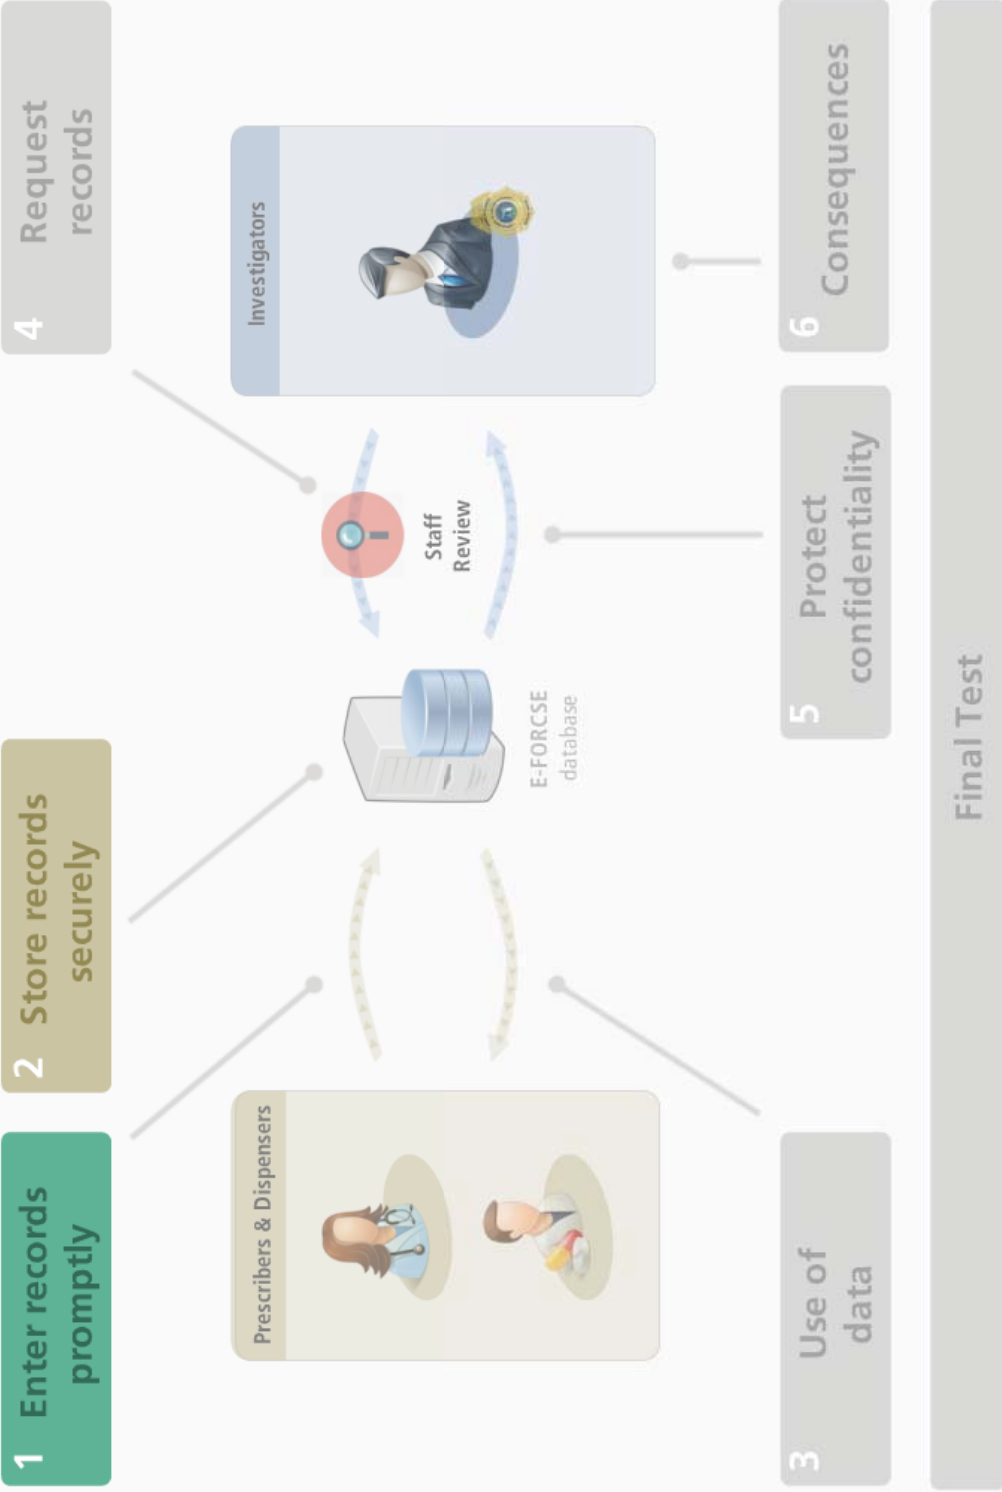 1 Enter records
promptly
2 Store records
securely
4 Request
records
Prescribers & Dispensers
Investigators
Staff
Review
E-FORCSE
database
3 Use of
data
5 Protect
confidentiality
6 Consequences
Final Test